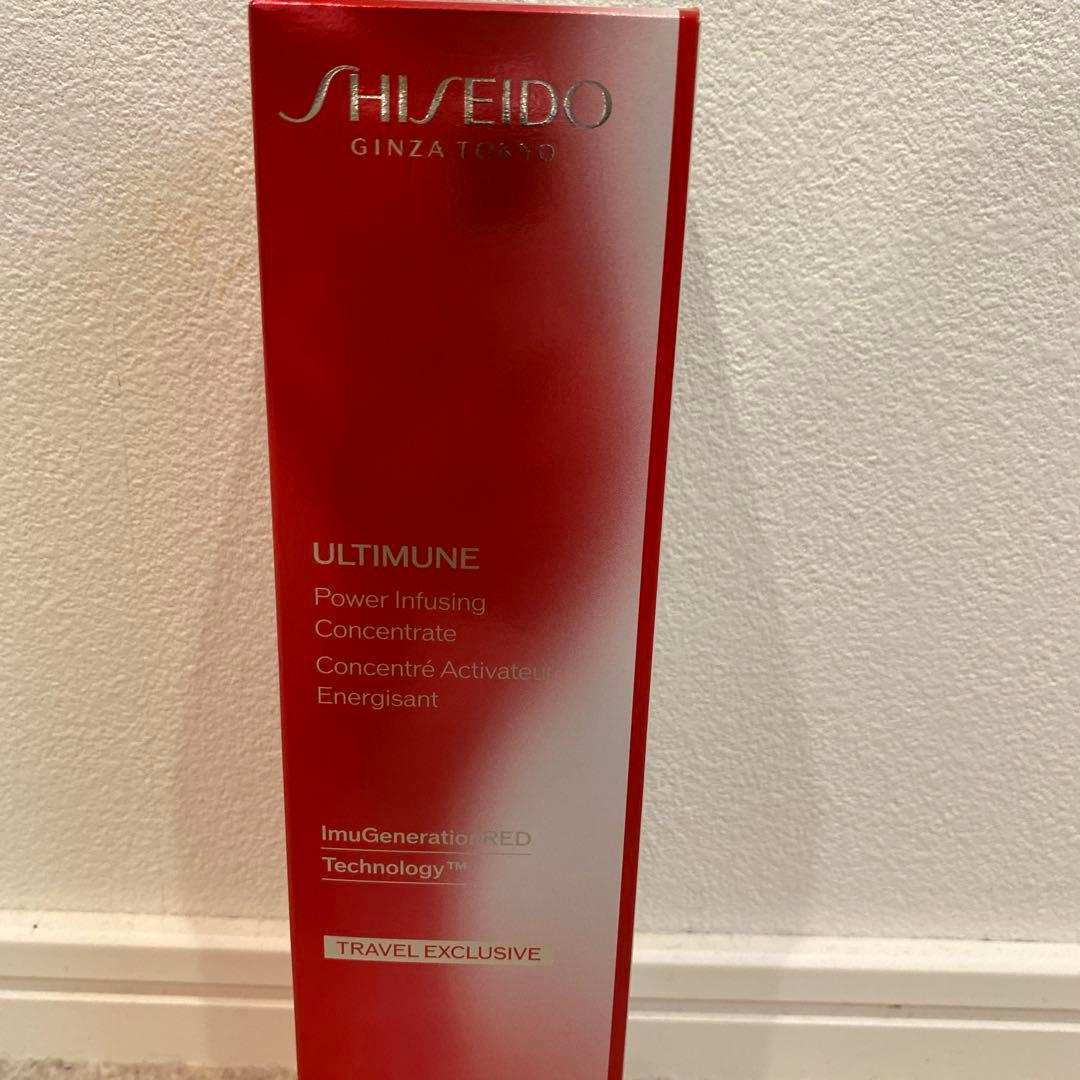 SHISEIDO
GINZA TOKYO
ULTIMUNE
Power Infusing
Concentrate
Concentré Activateur
Energisant
ImuGenerationRED
Technology™
TRAVEL EXCLUSIVE